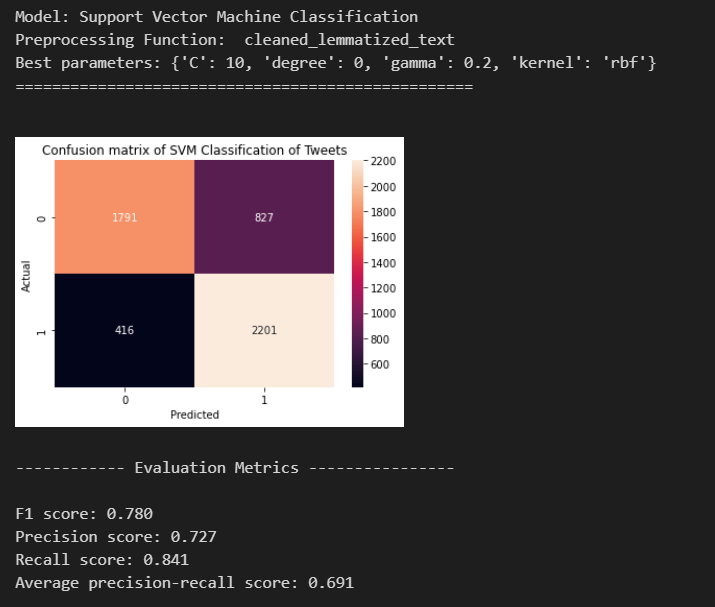 Model: Support Vector Machine Classification
Preprocessing Function:  cleaned_lemmatized_text
Best parameters: {'C': 10, 'degree': 0, 'gamma': 0.2, 'kernel': 'rbf'}
==================================================
Confusion matrix of SVM Classification of Tweets
2200
2000
1800
1600
1400
1200
1000
800
600
Actual
0
1791
827
1
416
2201
0
1
Predicted
------------ Evaluation Metrics ----------------
F1 score: 0.780
Precision score: 0.727
Recall score: 0.841
Average precision-recall score: 0.691